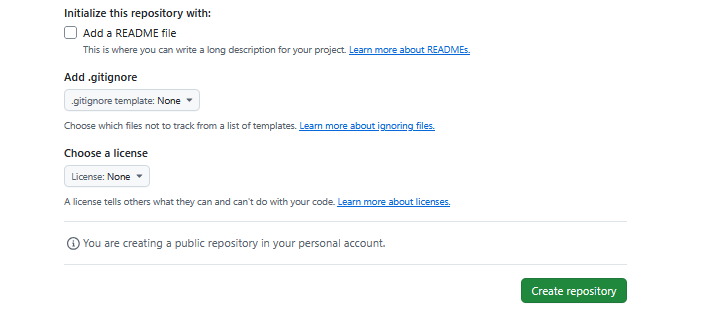 Initialize this repository with:
Add a README file
This is where you can write a long description for your project. Learn more about READMEs.
Add .gitignore
.gitignore template: None
Choose which files not to track from a list of templates. Learn more about ignoring files.
Choose a license
License: None
A license tells others what they can and can't do with your code. Learn more about licenses.
You are creating a public repository in your personal account.
Create repository